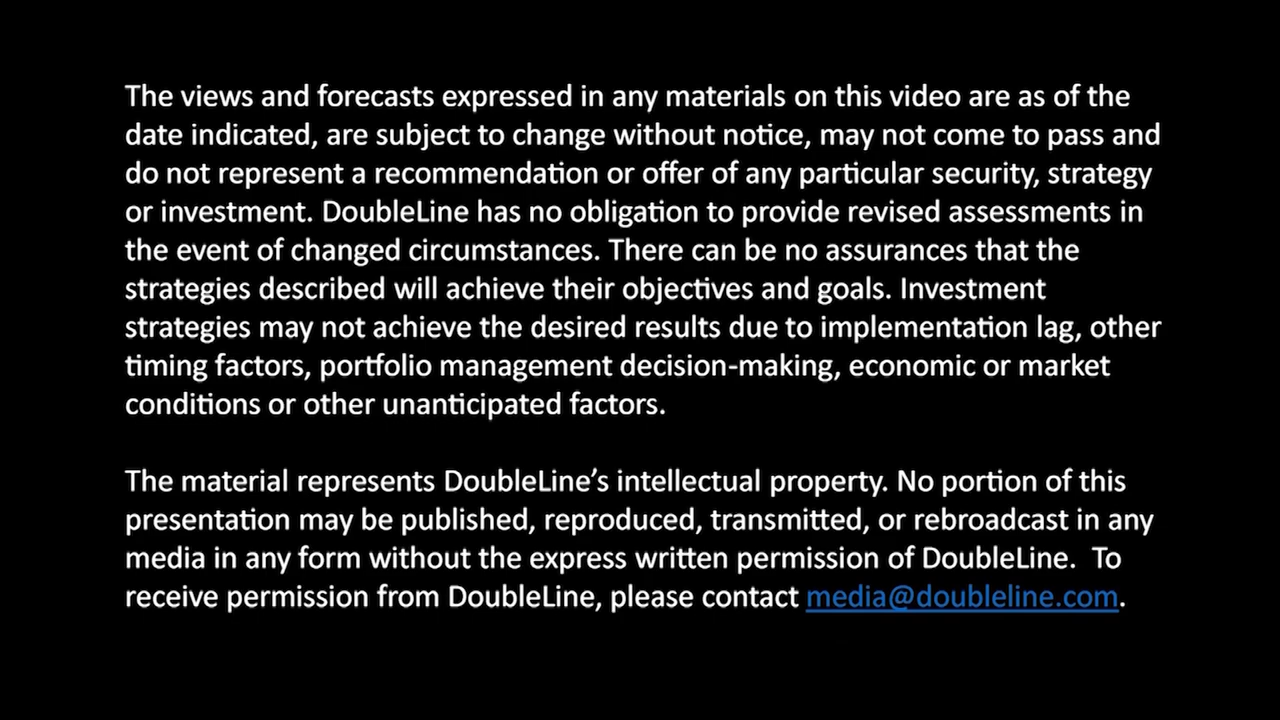 The views and forecasts expressed in any materials on this video are as of the
date indicated, are subject to change without notice, may not come to pass and
do not represent a recommendation or offer of any particular security, strategy
or investment. DoubleLine has no obligation to provide revised assessments in
the event of changed circumstances. There can be no assurances that the
strategies described will achieve their objectives and goals. Investment
strategies may not achieve the desired results due to implementation lag, other
timing factors, portfolio management decision-making, economic or market
conditions or other unanticipated factors.
The material represents DoubleLine’s intellectual property. No portion of this
presentation may be published, reproduced, transmitted, or rebroadcast in any
media in any form without the express written permission of DoubleLine.  To
receive permission from DoubleLine, please contact media@doubleline.com.